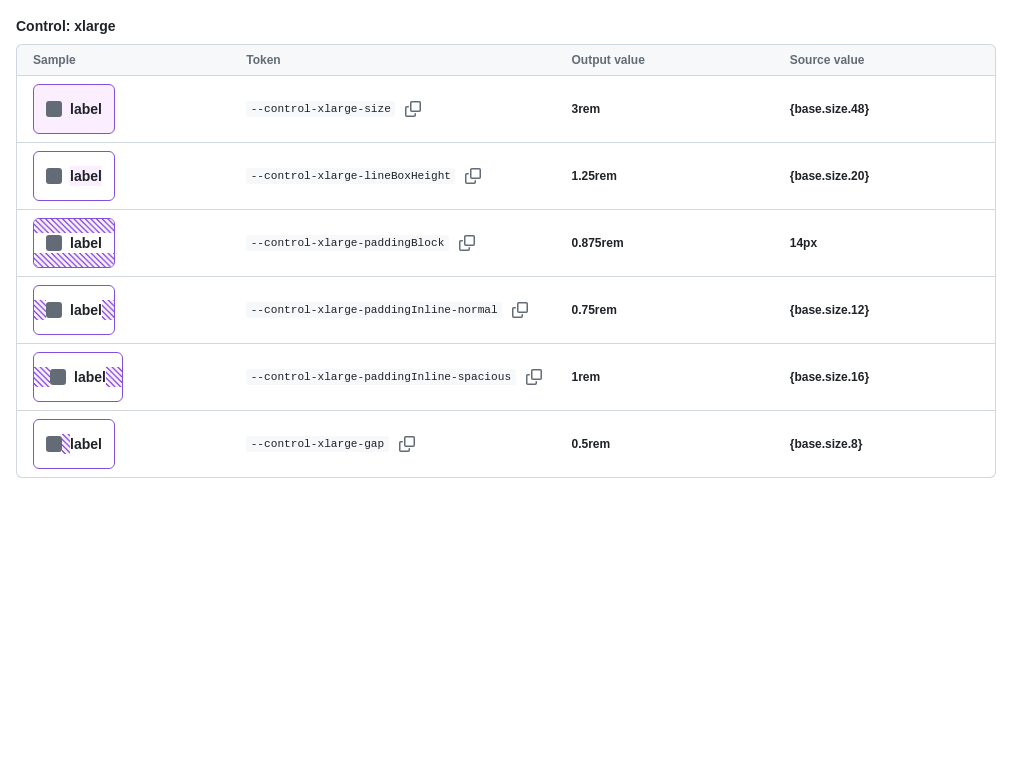 Control: xlarge
Sample Token Output value Source value
label --control-xlarge-size 3rem {base.size.48}
label --control-xlarge-lineBoxHeight 1.25rem {base.size.20}
label --control-xlarge-paddingBlock 0.875rem 14px
label --control-xlarge-paddingInline-normal 0.75rem {base.size.12}
label --control-xlarge-paddingInline-spacious 1rem {base.size.16}
label --control-xlarge-gap 0.5rem {base.size.8}